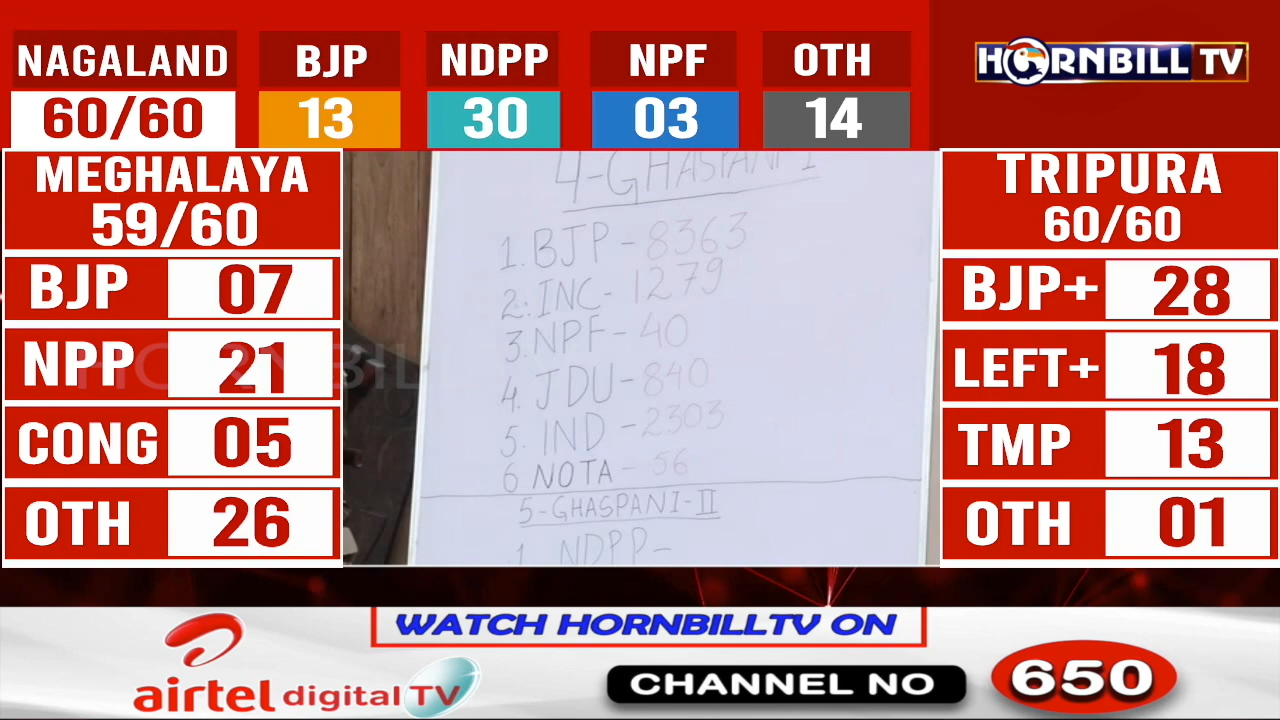 NAGALAND BJP NDPP NPF OTH
60/60 13 30 03 14
HORNBILL TV
MEGHALAYA
59/60
BJP 07
NPP 21
CONG 05
OTH 26
4-GHASPANI I
1. BJP - 8363
2. INC - 1279
3. NPF - 40
4. JDU - 840
5. IND - 2303
6 NOTA - 56
5-GHASPANI-II
1 NDPP -
HORNBILL
TRIPURA
60/60
BJP+ 28
LEFT+ 18
TMP 13
OTH 01
WATCH HORNBILLTV ON
airtel digital TV
CHANNEL NO 650